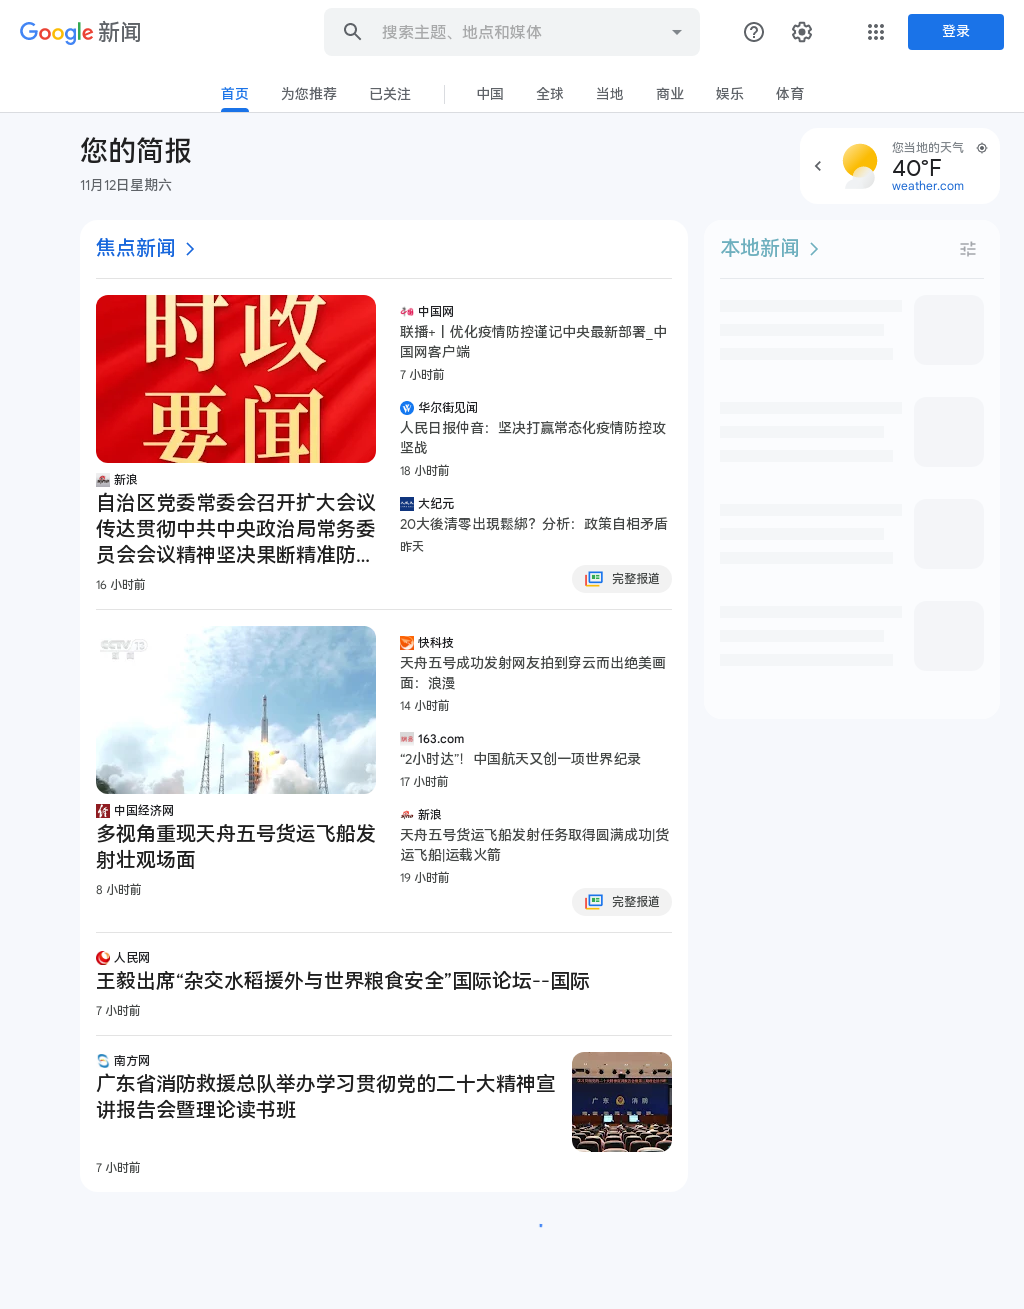 Google 新闻
搜索主题、地点和媒体
登录
首页
为您推荐
已关注
中国
全球
当地
商业
娱乐
体育
您的简报
11月12日星期六
您当地的天气
40°F
weather.com
焦点新闻
时政
要闻
新浪
自治区党委常委会召开扩大会议
传达贯彻中共中央政治局常务委
员会会议精神坚决果断精准防...
16 小时前
中国网
联播+丨优化疫情防控谨记中央最新部署_中
国网客户端
7 小时前
华尔街见闻
人民日报仲音：坚决打赢常态化疫情防控攻
坚战
18 小时前
大纪元
20大後清零出現鬆綁？分析：政策自相矛盾
昨天
完整报道
CCTV 13
中国经济网
多视角重现天舟五号货运飞船发
射壮观场面
8 小时前
快科技
天舟五号成功发射网友拍到穿云而出绝美画
面：浪漫
14 小时前
163.com
“2小时达”！中国航天又创一项世界纪录
17 小时前
新浪
天舟五号货运飞船发射任务取得圆满成功|货
运飞船|运载火箭
19 小时前
完整报道
人民网
王毅出席“杂交水稻援外与世界粮食安全”国际论坛--国际
7 小时前
南方网
广东省消防救援总队举办学习贯彻党的二十大精神宣
讲报告会暨理论读书班
广东 消防
7 小时前
本地新闻